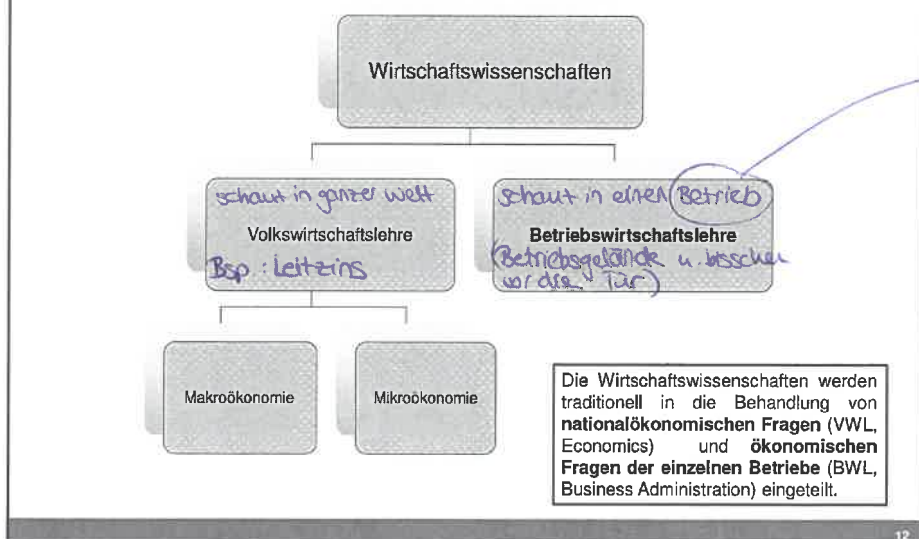 Wirtschaftswissenschaften
schaut in ganzer welt
Volkswirtschaftslehre
Bsp.: Leitzins
schaut in einen Betrieb
Betriebswirtschaftslehre
(Betriebsgelände u. bisschen
vor die Tür)
Makroökonomie
Mikroökonomie
Die Wirtschaftswissenschaften werden
traditionell in die Behandlung von
nationalökonomischen Fragen (VWL,
Economics) und ökonomischen
Fragen der einzelnen Betriebe (BWL,
Business Administration) eingeteilt.
12